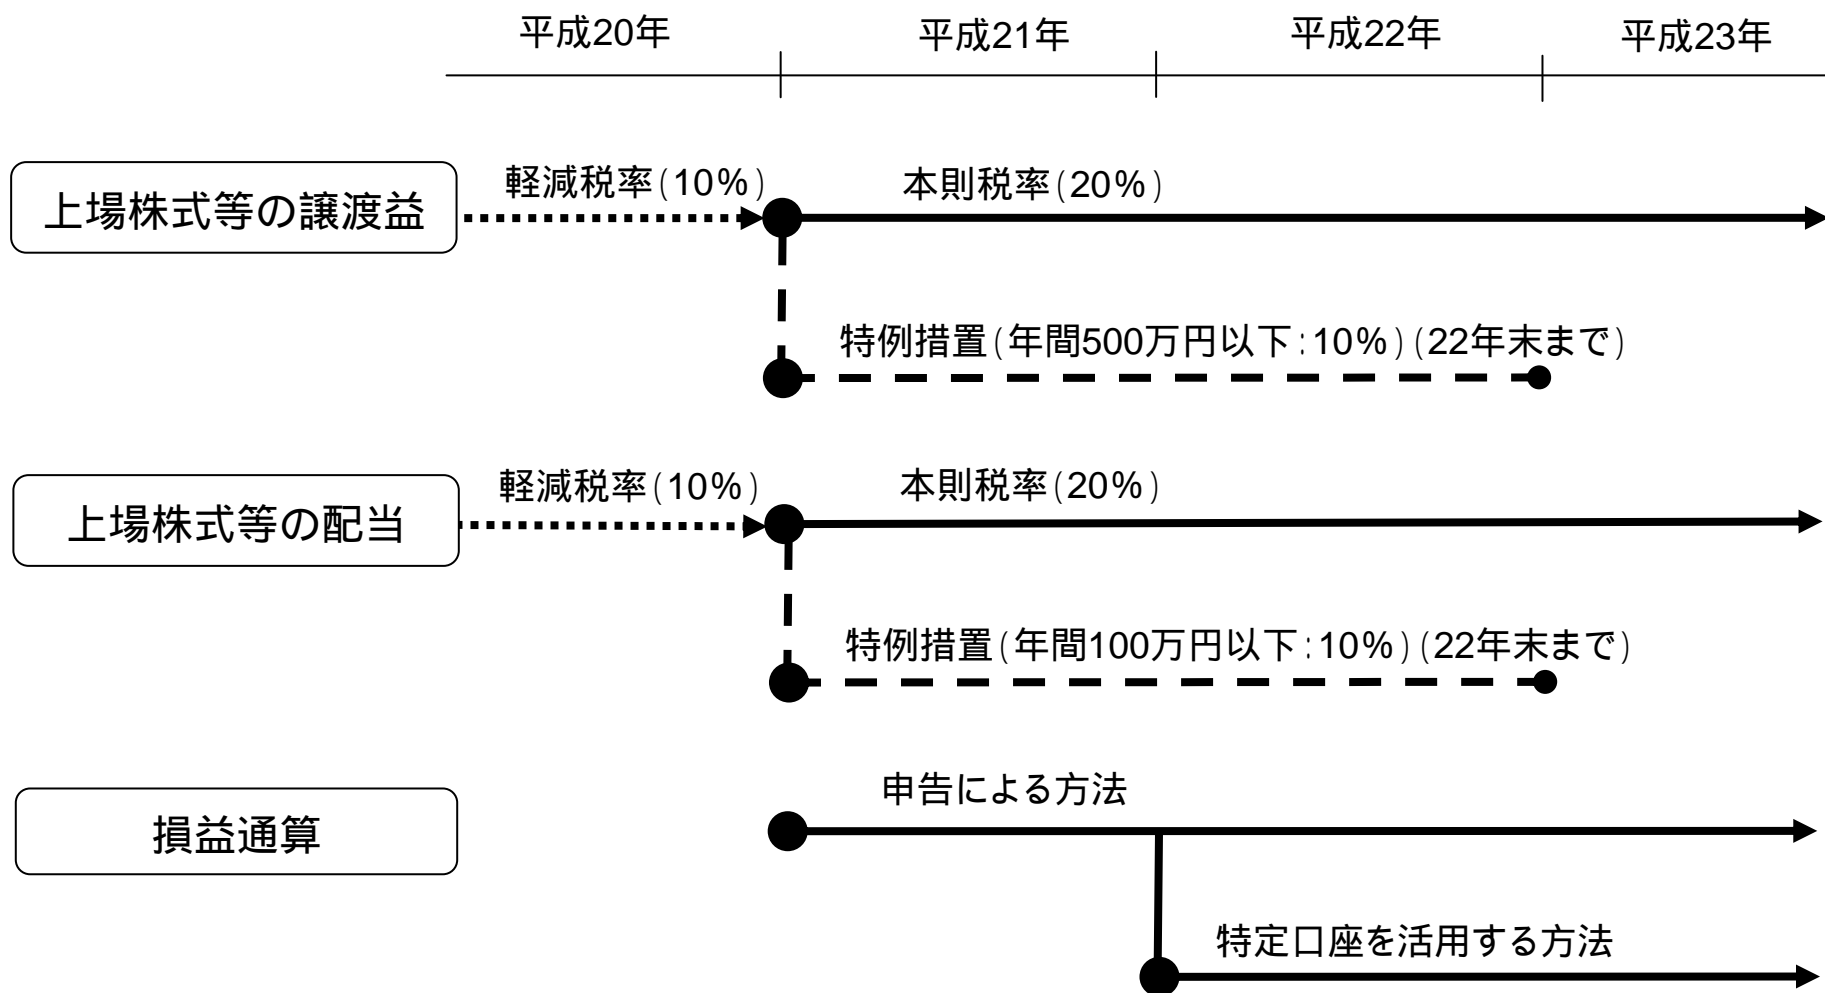 平成20年
平成21年
平成22年
平成23年
上場株式等の譲渡益
軽減税率(10%)
本則税率(20%)
特例措置(年間500万円以下:10%)(22年末まで)
上場株式等の配当
軽減税率(10%)
本則税率(20%)
特例措置(年間100万円以下:10%)(22年末まで)
損益通算
申告による方法
特定口座を活用する方法